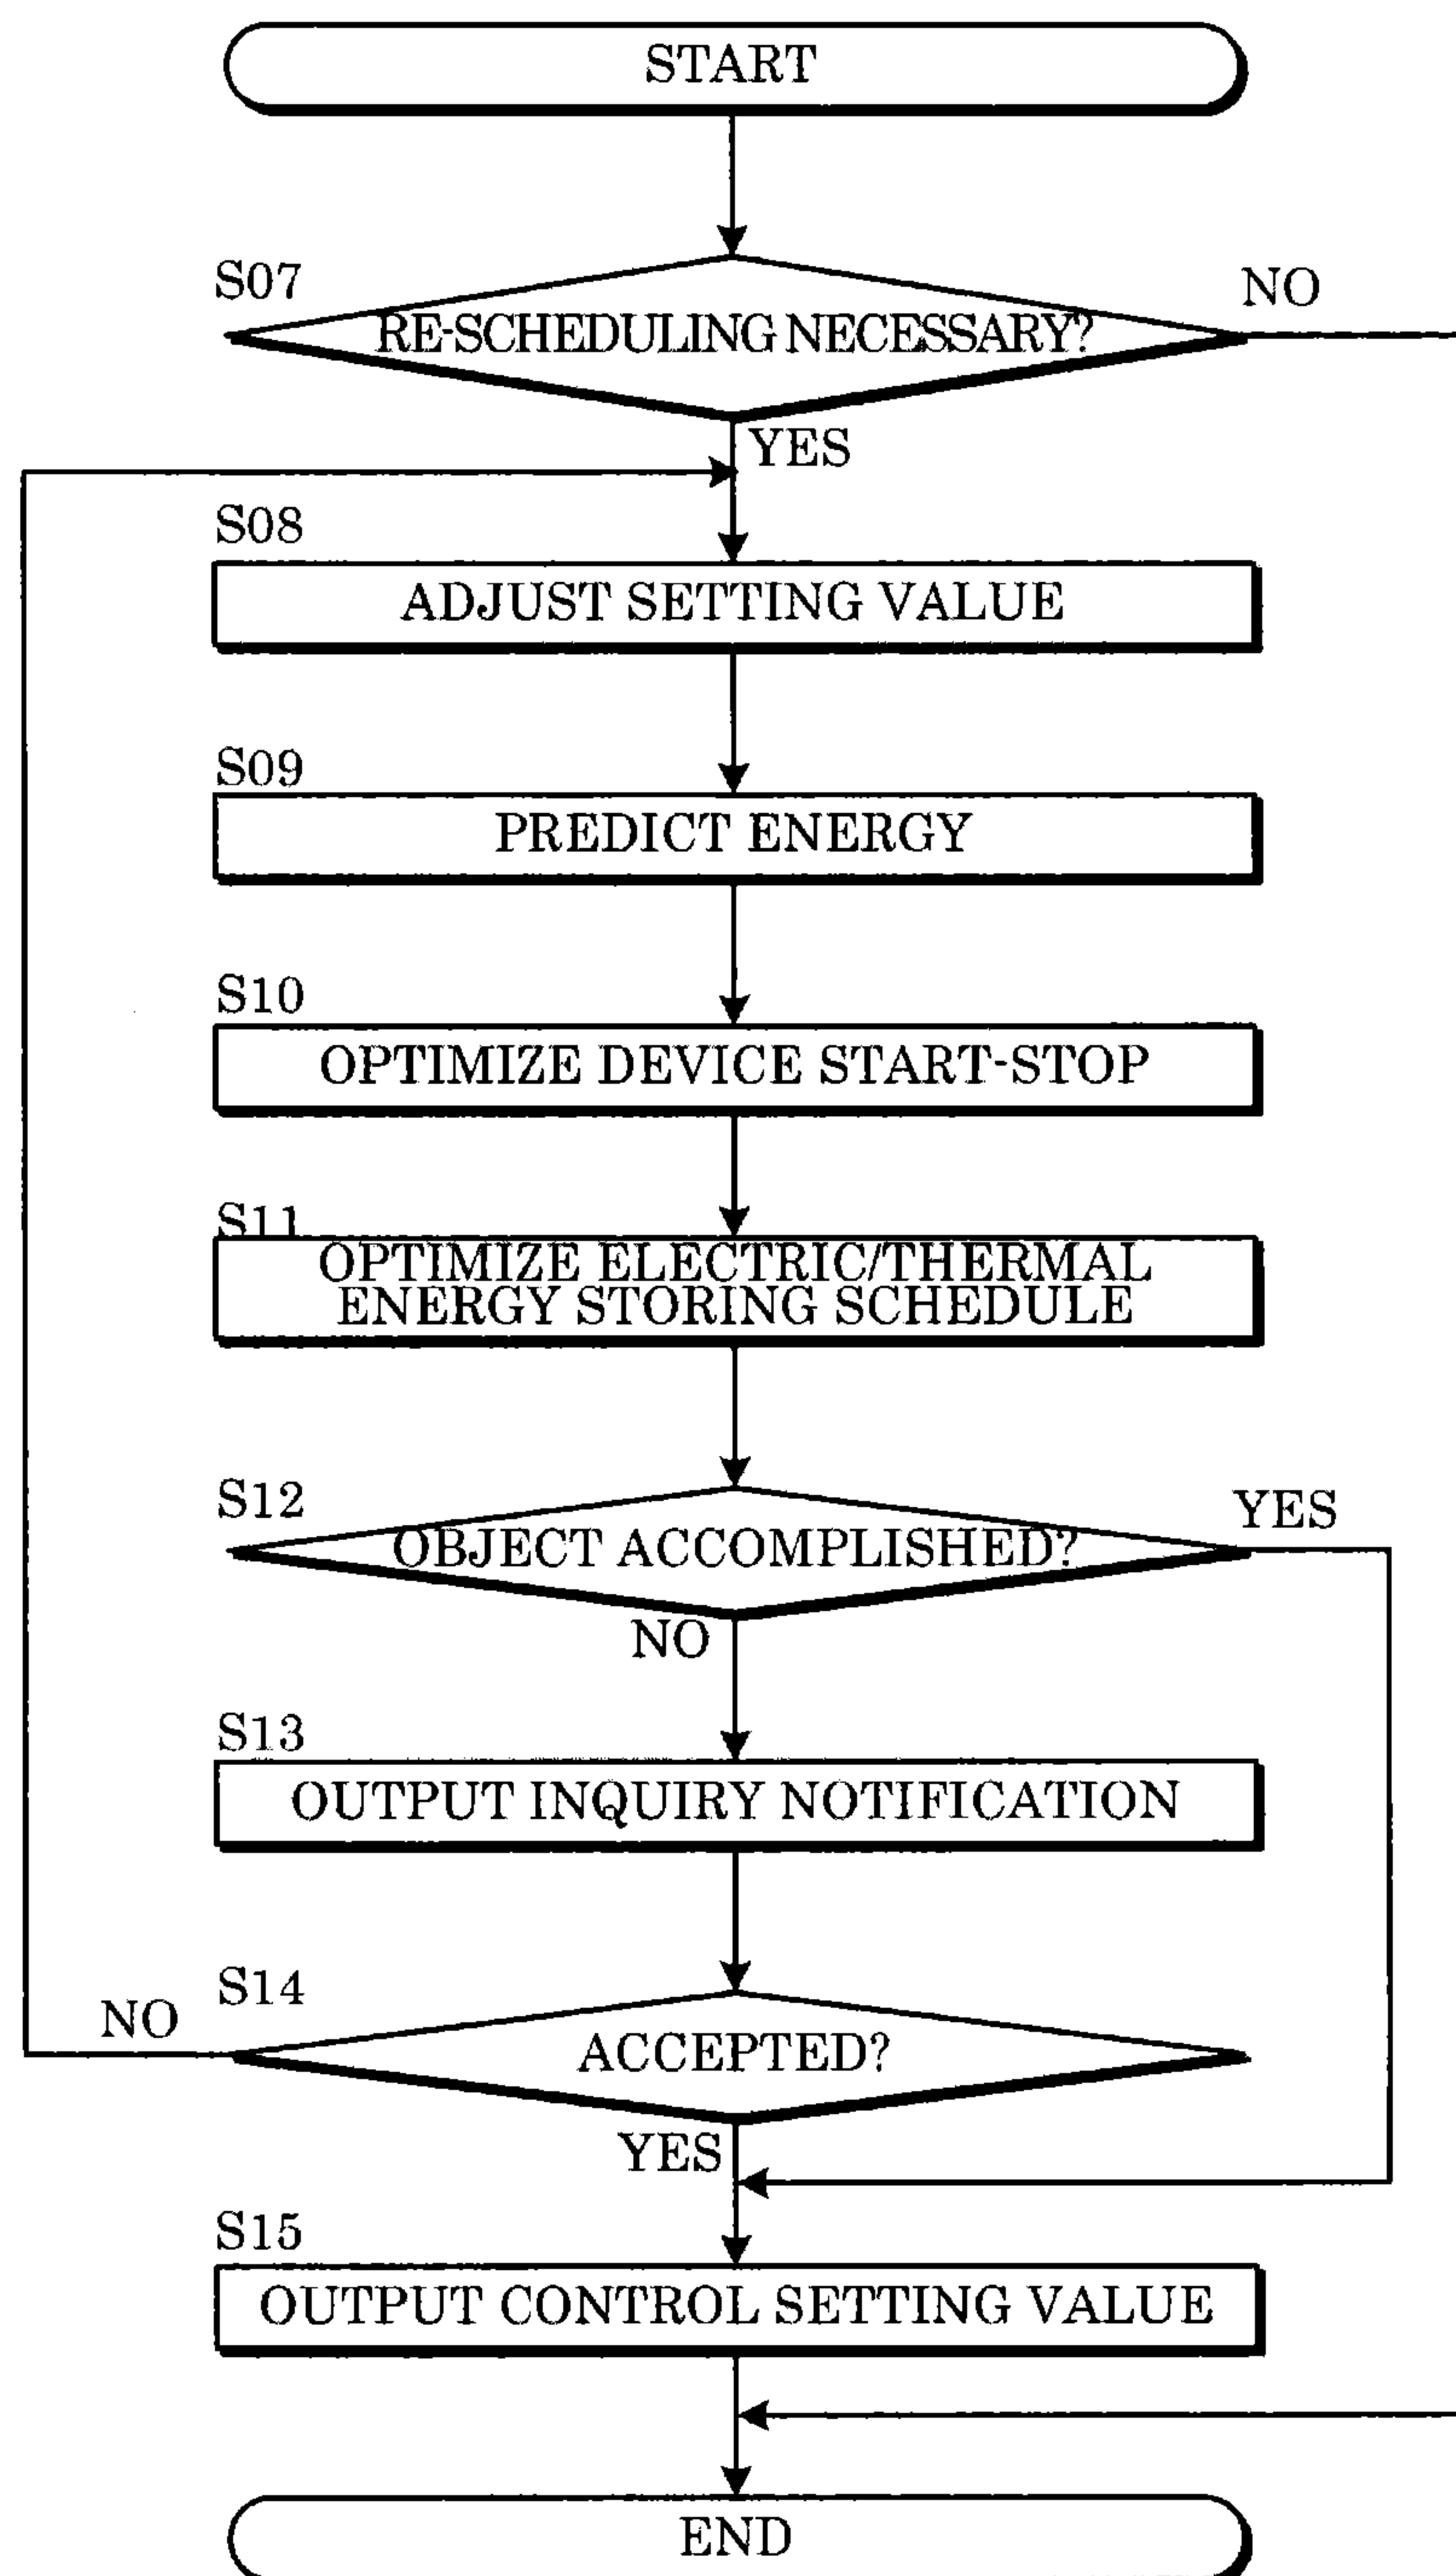 START
S07
NO
RE-SCHEDULING NECESSARY?
YES
S08
ADJUST SETTING VALUE
S09
PREDICT ENERGY
S10
OPTIMIZE DEVICE START-STOP
S11
OPTIMIZE ELECTRIC/THERMAL
ENERGY STORING SCHEDULE
S12
YES
OBJECT ACCOMPLISHED?
NO
S13
OUTPUT INQUIRY NOTIFICATION
S14
NO
ACCEPTED?
YES
S15
OUTPUT CONTROL SETTING VALUE
END